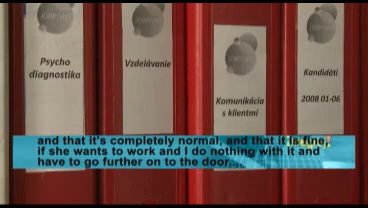 Psycho
diagnostika
Vzdelávanie
Komunikácia
s klientmi
Kandidáti
2008 01-06
and that it's completely normal, and that it is fine,
if she wants to work and I do nothing with it and
have to go further on to the door.